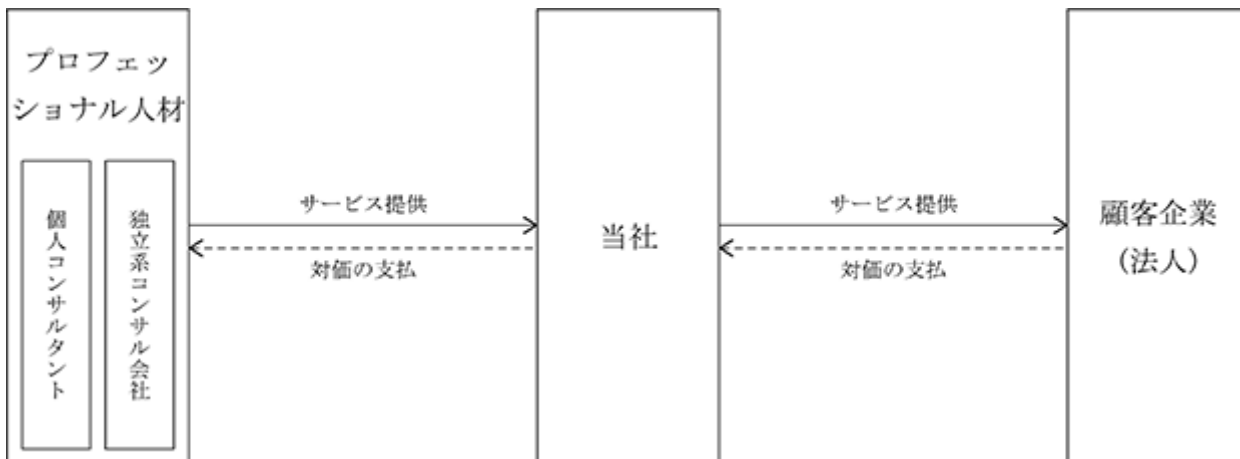 プロフェッ
ショナル人材
個人コンサルタント
独立系コンサル会社
サービス提供
対価の支払
当社
サービス提供
対価の支払
顧客企業
(法人)